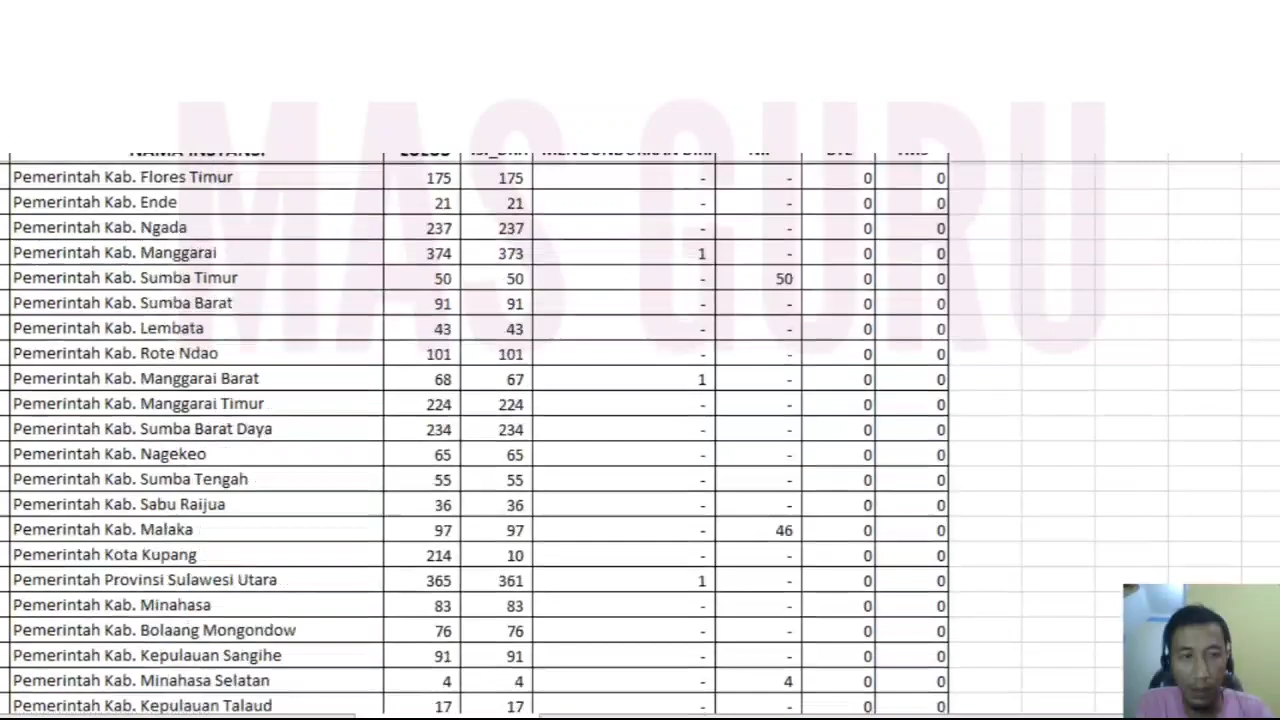 MAS GURU
NAMA INSTANSI LULUS ISI_DRH MENGUNDURKAN DIRI
Pemerintah Kab. Flores Timur 175 175 - - 0 0
Pemerintah Kab. Ende 21 21 - - 0 0
Pemerintah Kab. Ngada 237 237 - - 0 0
Pemerintah Kab. Manggarai 374 373 1 - 0 0
Pemerintah Kab. Sumba Timur 50 50 - 50 0 0
Pemerintah Kab. Sumba Barat 91 91 - - 0 0
Pemerintah Kab. Lembata 43 43 - - 0 0
Pemerintah Kab. Rote Ndao 101 101 - - 0 0
Pemerintah Kab. Manggarai Barat 68 67 1 - 0 0
Pemerintah Kab. Manggarai Timur 224 224 - - 0 0
Pemerintah Kab. Sumba Barat Daya 234 234 - - 0 0
Pemerintah Kab. Nagekeo 65 65 - - 0 0
Pemerintah Kab. Sumba Tengah 55 55 - - 0 0
Pemerintah Kab. Sabu Raijua 36 36 - - 0 0
Pemerintah Kab. Malaka 97 97 - 46 0 0
Pemerintah Kota Kupang 214 10 - - 0 0
Pemerintah Provinsi Sulawesi Utara 365 361 1 - 0 0
Pemerintah Kab. Minahasa 83 83 - - 0 0
Pemerintah Kab. Bolaang Mongondow 76 76 - - 0 0
Pemerintah Kab. Kepulauan Sangihe 91 91 - - 0 0
Pemerintah Kab. Minahasa Selatan 4 4 - 4 0 0
Pemerintah Kab. Kepulauan Talaud 17 17 - - 0 0